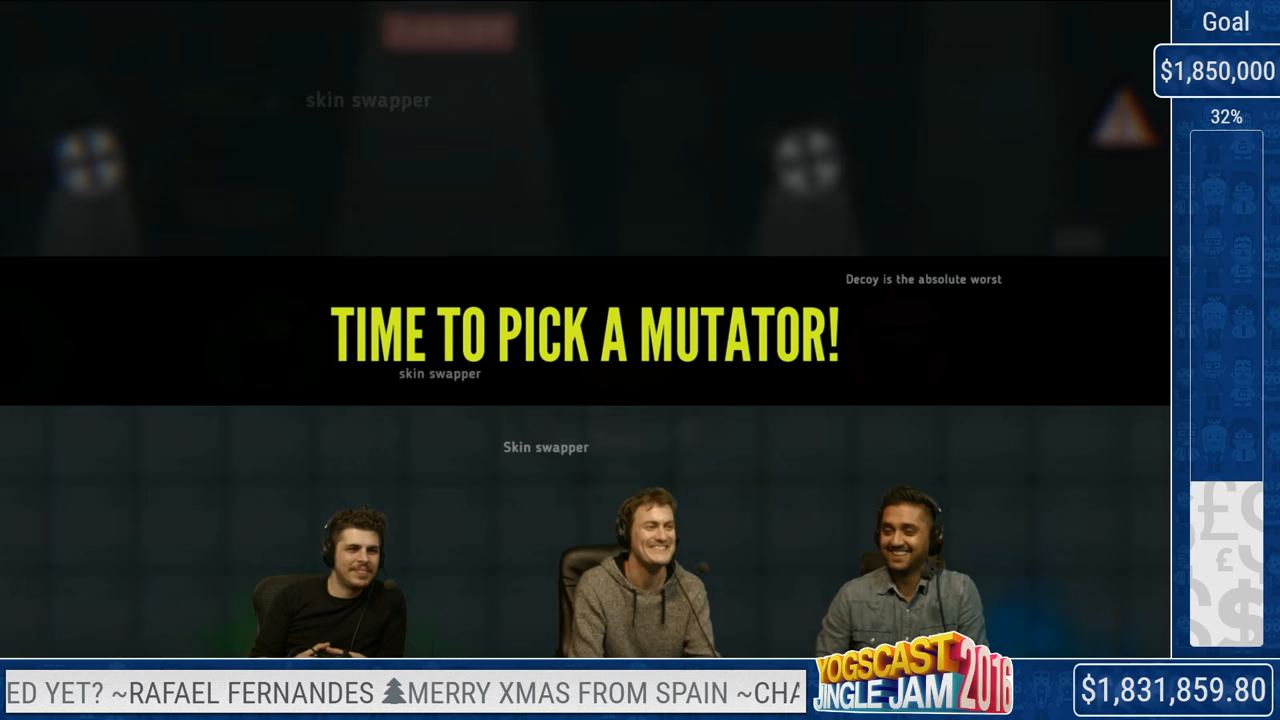 Goal
$1,850,000
32%
skin swapper
Decoy is the absolute worst
TIME TO PICK A MUTATOR!
skin swapper
Skin swapper
ED YET? ~RAFAEL FERNANDES 🎄MERRY XMAS FROM SPAIN ~CHA
YOGSCAST
JINGLE JAM 2016
$1,831,859.80